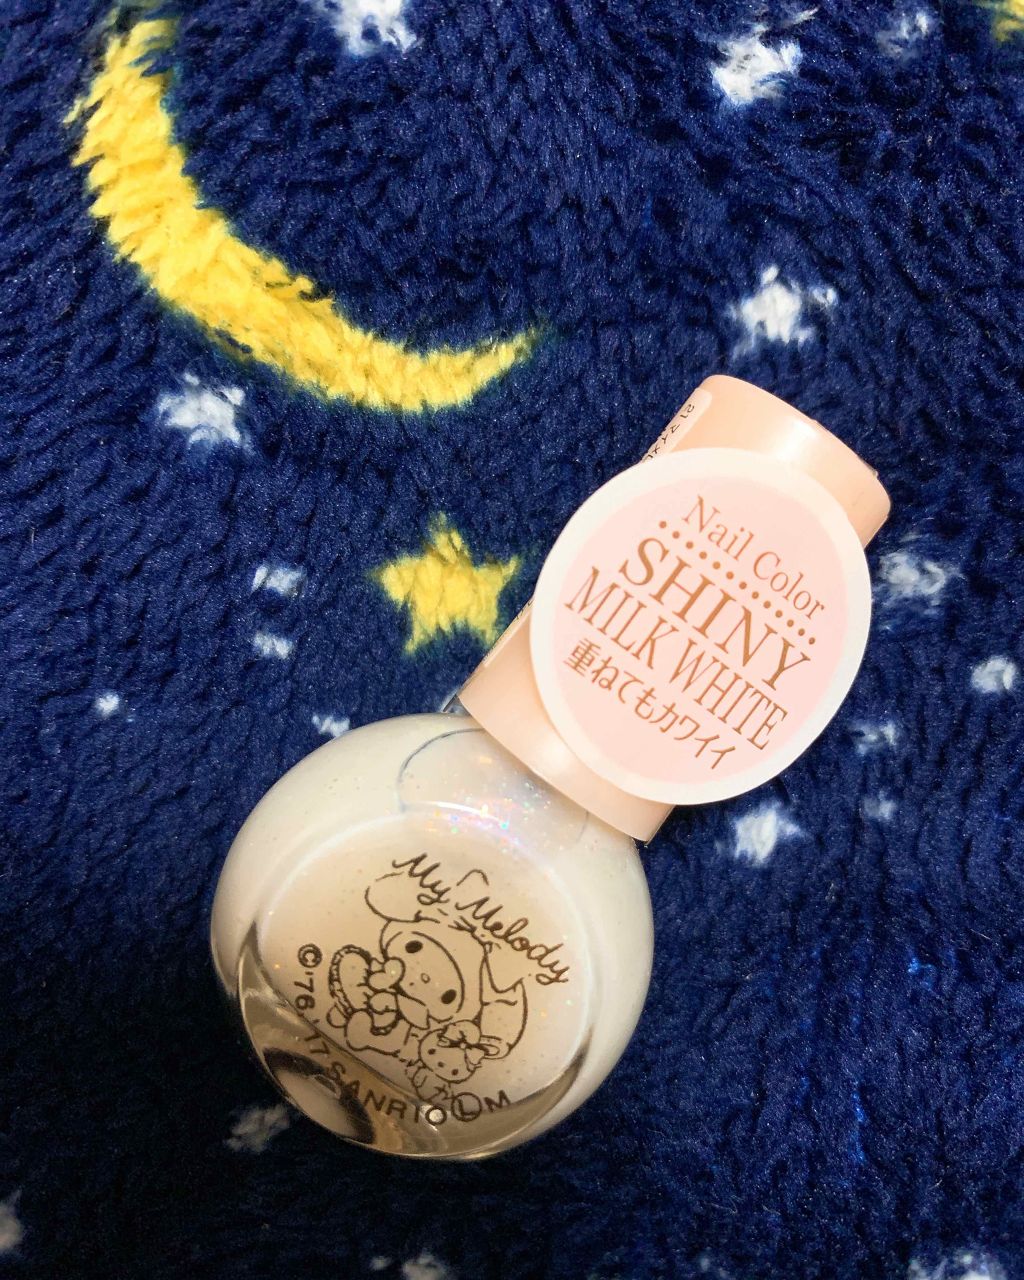 Nail Color
SHINY
MILK WHITE
重ねてもカワイイ
My Melody
©'76,'17 SANRIO Ⓛ M